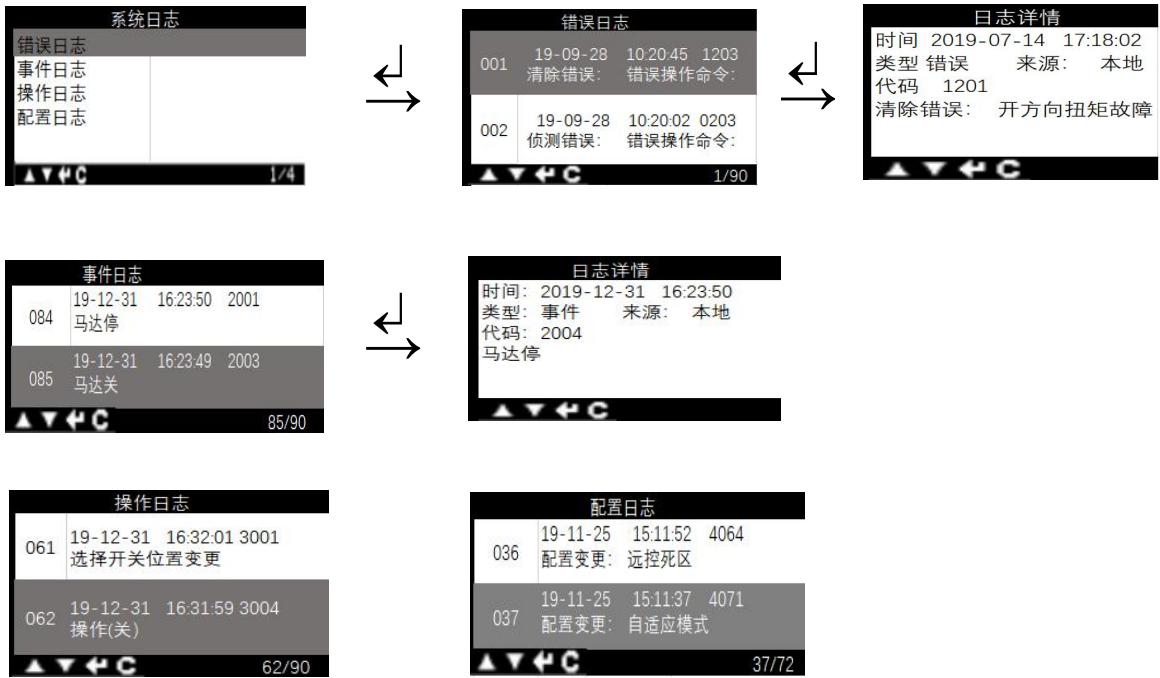 系统日志
错误日志
事件日志
操作日志
配置日志
▲▼↵C 1/4
错误日志
001 19-09-28 10:20:45 1203
清除错误: 错误操作命令:
002 19-09-28 10:20:02 0203
侦测错误: 错误操作命令:
▲▼↵C 1/90
日志详情
时间 2019-07-14 17:18:02
类型 错误 来源: 本地
代码 1201
清除错误: 开方向扭矩故障
▲▼↵C
事件日志
084 19-12-31 16:23:50 2001
马达停
085 19-12-31 16:23:49 2003
马达关
▲▼↵C 85/90
日志详情
时间: 2019-12-31 16:23:50
类型: 事件 来源: 本地
代码: 2004
马达停
▲▼↵C
操作日志
061 19-12-31 16:32:01 3001
选择开关位置变更
062 19-12-31 16:31:59 3004
操作(关)
▲▼↵C 62/90
配置日志
036 19-11-25 15:11:52 4064
配置变更: 远控死区
037 19-11-25 15:11:37 4071
配置变更: 自适应模式
▲▼↵C 37/72